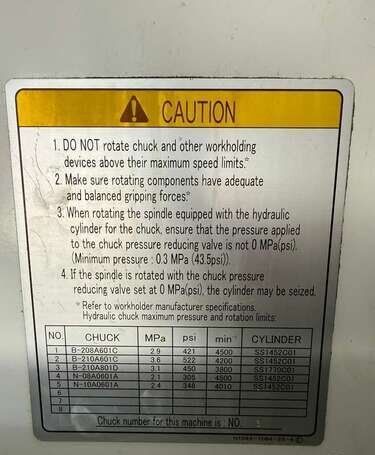 CAUTION
1. DO NOT rotate chuck and other workholding
devices above their maximum speed limits.*
2. Make sure rotating components have adequate
and balanced gripping forces.*
3. When rotating the spindle equipped with the hydraulic
cylinder for the chuck, ensure that the pressure applied
to the chuck pressure reducing valve is not 0 MPa(psi).
(Minimum pressure : 0.3 MPa (43.5psi)).
4. If the spindle is rotated with the chuck pressure
reducing valve set at 0 MPa(psi), the cylinder may be seized.
* Refer to workholder manufacturer specifications.
Hydraulic chuck maximum pressure and rotation limits:
NO. CHUCK MPa psi min⁻ CYLINDER
1 B-208A601C 2.9 421 4500 SS1452C01
2 B-210A601C 3.6 522 4200 SS1452C01
3 B-210A801D 3.1 450 3800 SS1770C01
4 N-08A0601A 2.1 305 4500 SS1452C01
5 N-10A0601A 2.4 348 4010 SS1452C01
6
7
8
Chuck number for this machine is : NO.